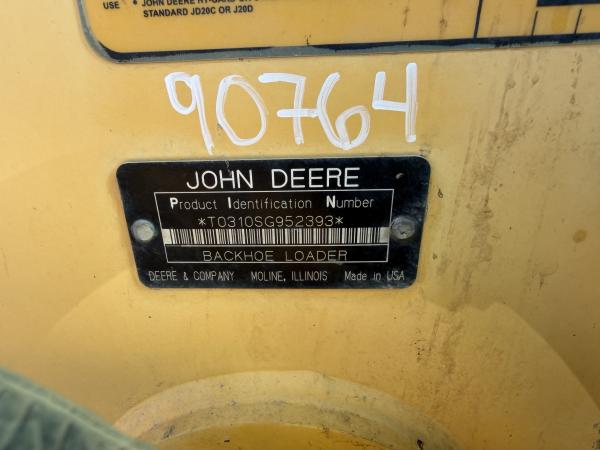 USE
STANDARD JD20C OR J20D
90764
JOHN DEERE
Product Identification Number
*T0310SG952393*
BACKHOE LOADER
DEERE & COMPANY MOLINE, ILLINOIS Made in USA